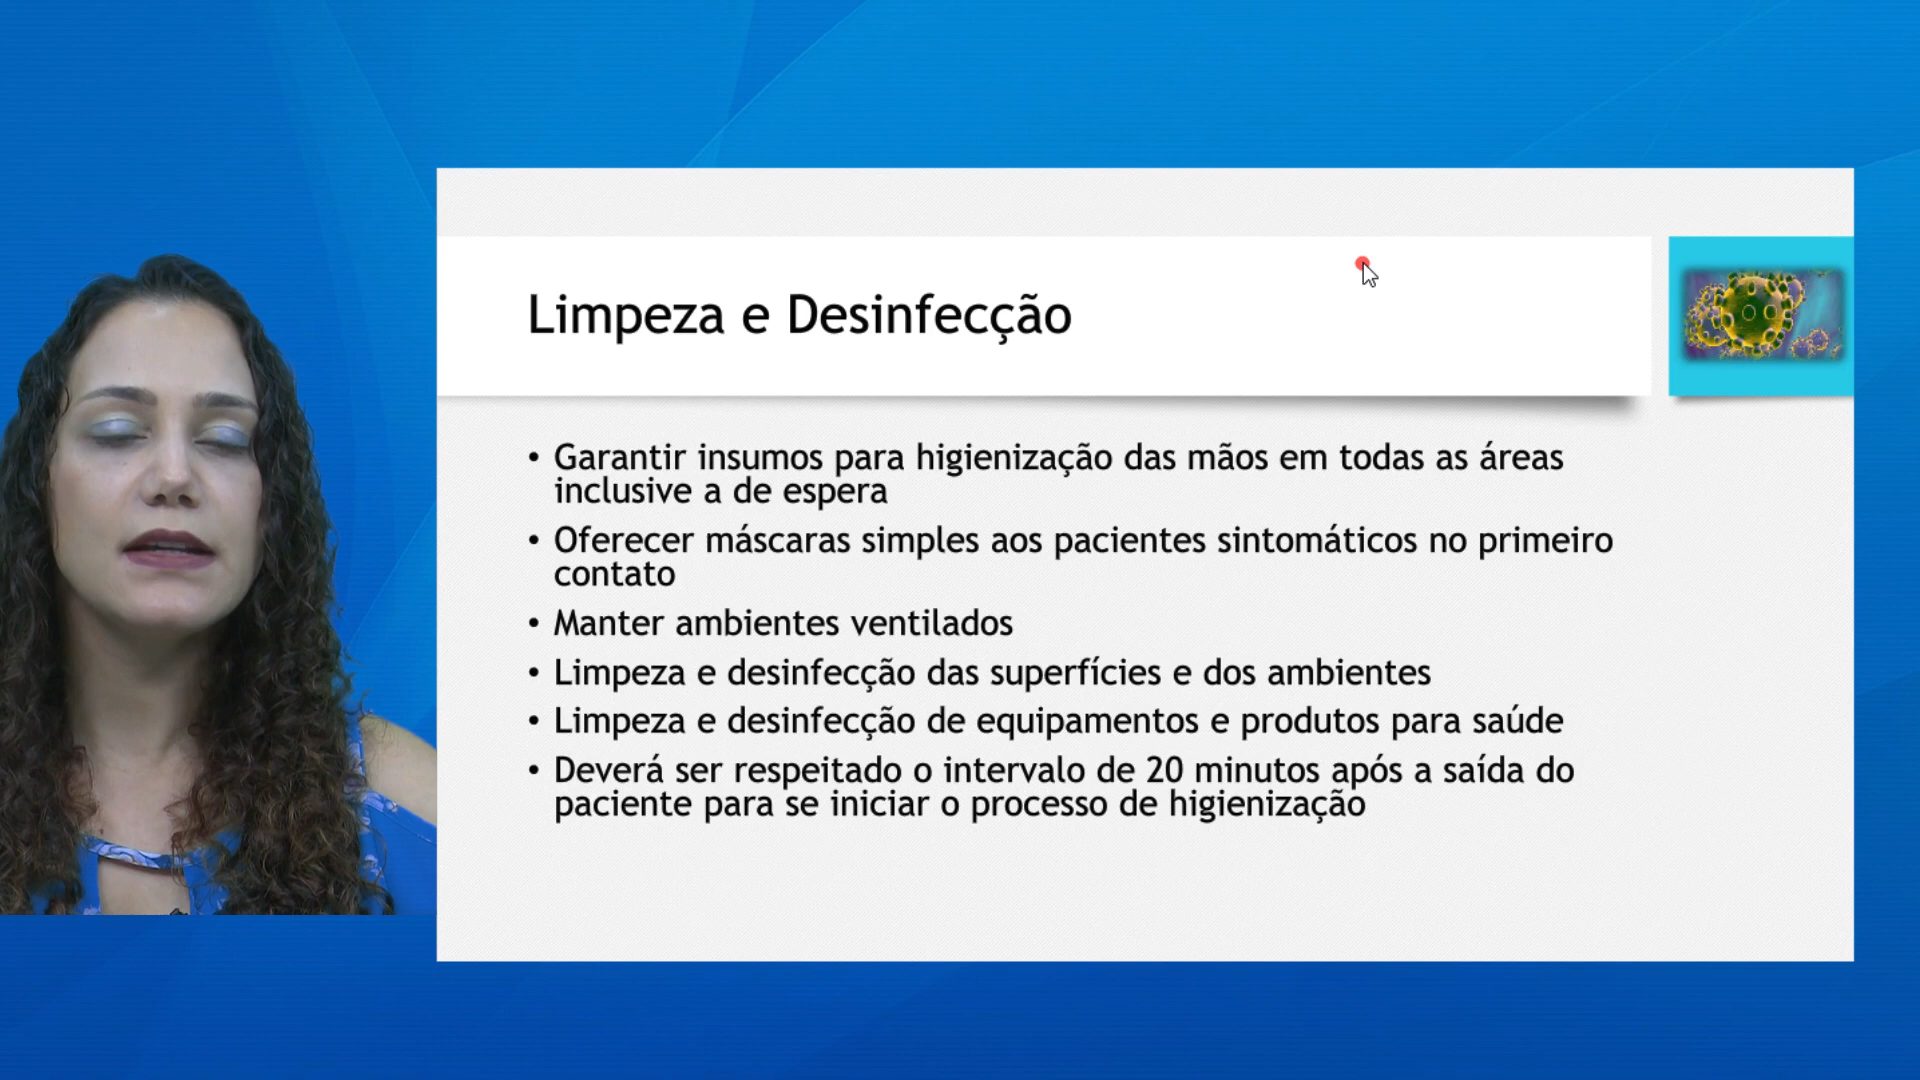 Limpeza e Desinfecção
• Garantir insumos para higienização das mãos em todas as áreas
inclusive a de espera
• Oferecer máscaras simples aos pacientes sintomáticos no primeiro
contato
• Manter ambientes ventilados
• Limpeza e desinfecção das superfícies e dos ambientes
• Limpeza e desinfecção de equipamentos e produtos para saúde
• Deverá ser respeitado o intervalo de 20 minutos após a saída do
paciente para se iniciar o processo de higienização